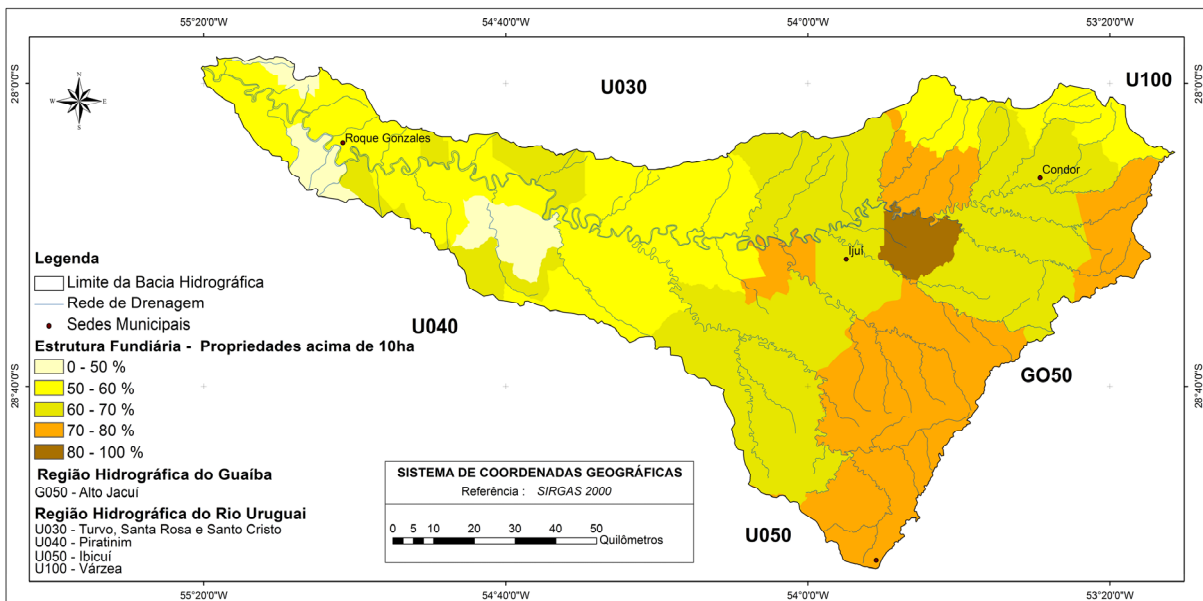 55°20'0"W
54°40'0"W
54°0'0"W
53°20'0"W
28°0'0"S
28°0'0"S
N
W
E
S
U030
U100
Roque Gonzales
Condor
Ijuí
Legenda
Limite da Bacia Hidrográfica
Rede de Drenagem
Sedes Municipais
Estrutura Fundiária - Propriedades acima de 10ha
0 - 50 %
50 - 60 %
60 - 70 %
70 - 80 %
80 - 100 %
U040
GO50
28°40'0"S
28°40'0"S
Região Hidrográfica do Guaíba
G050 - Alto Jacuí
Região Hidrográfica do Rio Uruguai
U030 - Turvo, Santa Rosa e Santo Cristo
U040 - Piratinim
U050 - Ibicuí
U100 - Várzea
SISTEMA DE COORDENADAS GEOGRÁFICAS
Referência : SIRGAS 2000
0 5 10 20 30 40 50
Quilômetros
U050
55°20'0"W
54°40'0"W
54°0'0"W
53°20'0"W